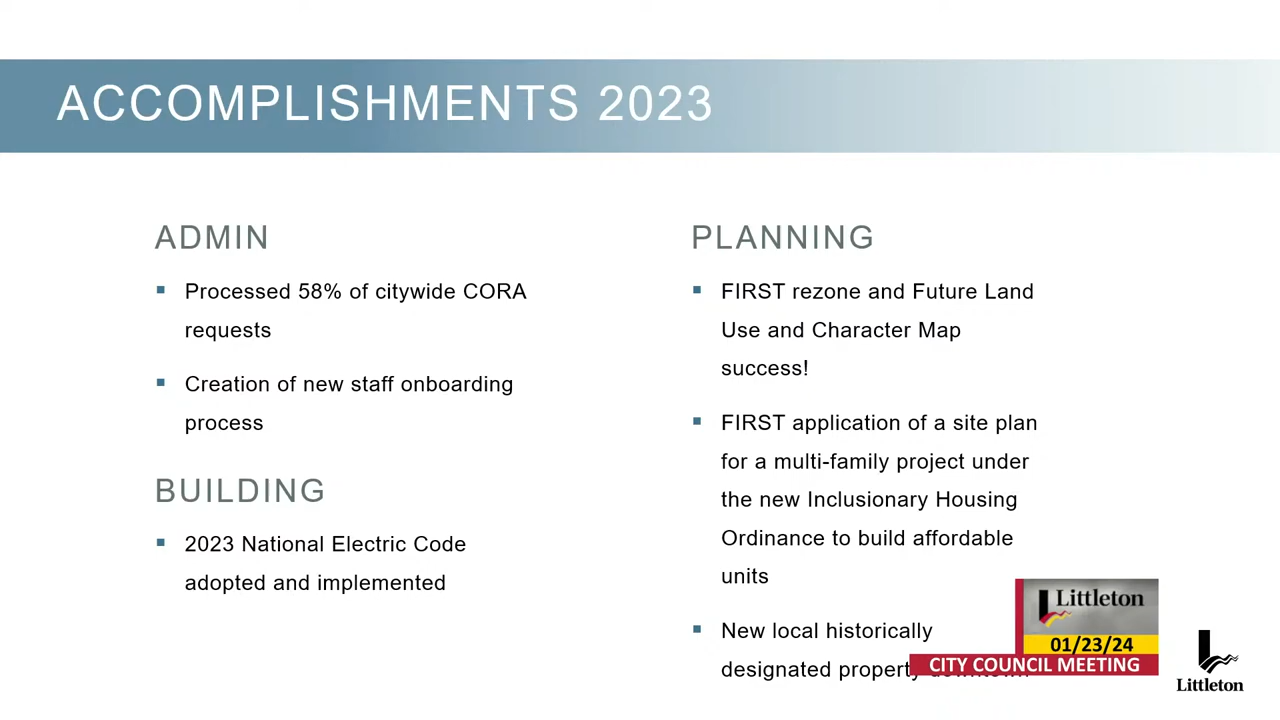 ACCOMPLISHMENTS 2023
ADMIN
Processed 58% of citywide CORA
requests
Creation of new staff onboarding
process
BUILDING
2023 National Electric Code
adopted and implemented
PLANNING
FIRST rezone and Future Land
Use and Character Map
success!
FIRST application of a site plan
for a multi-family project under
the new Inclusionary Housing
Ordinance to build affordable
units
New local historically
designated property
Littleton
01/23/24
CITY COUNCIL MEETING
Littleton